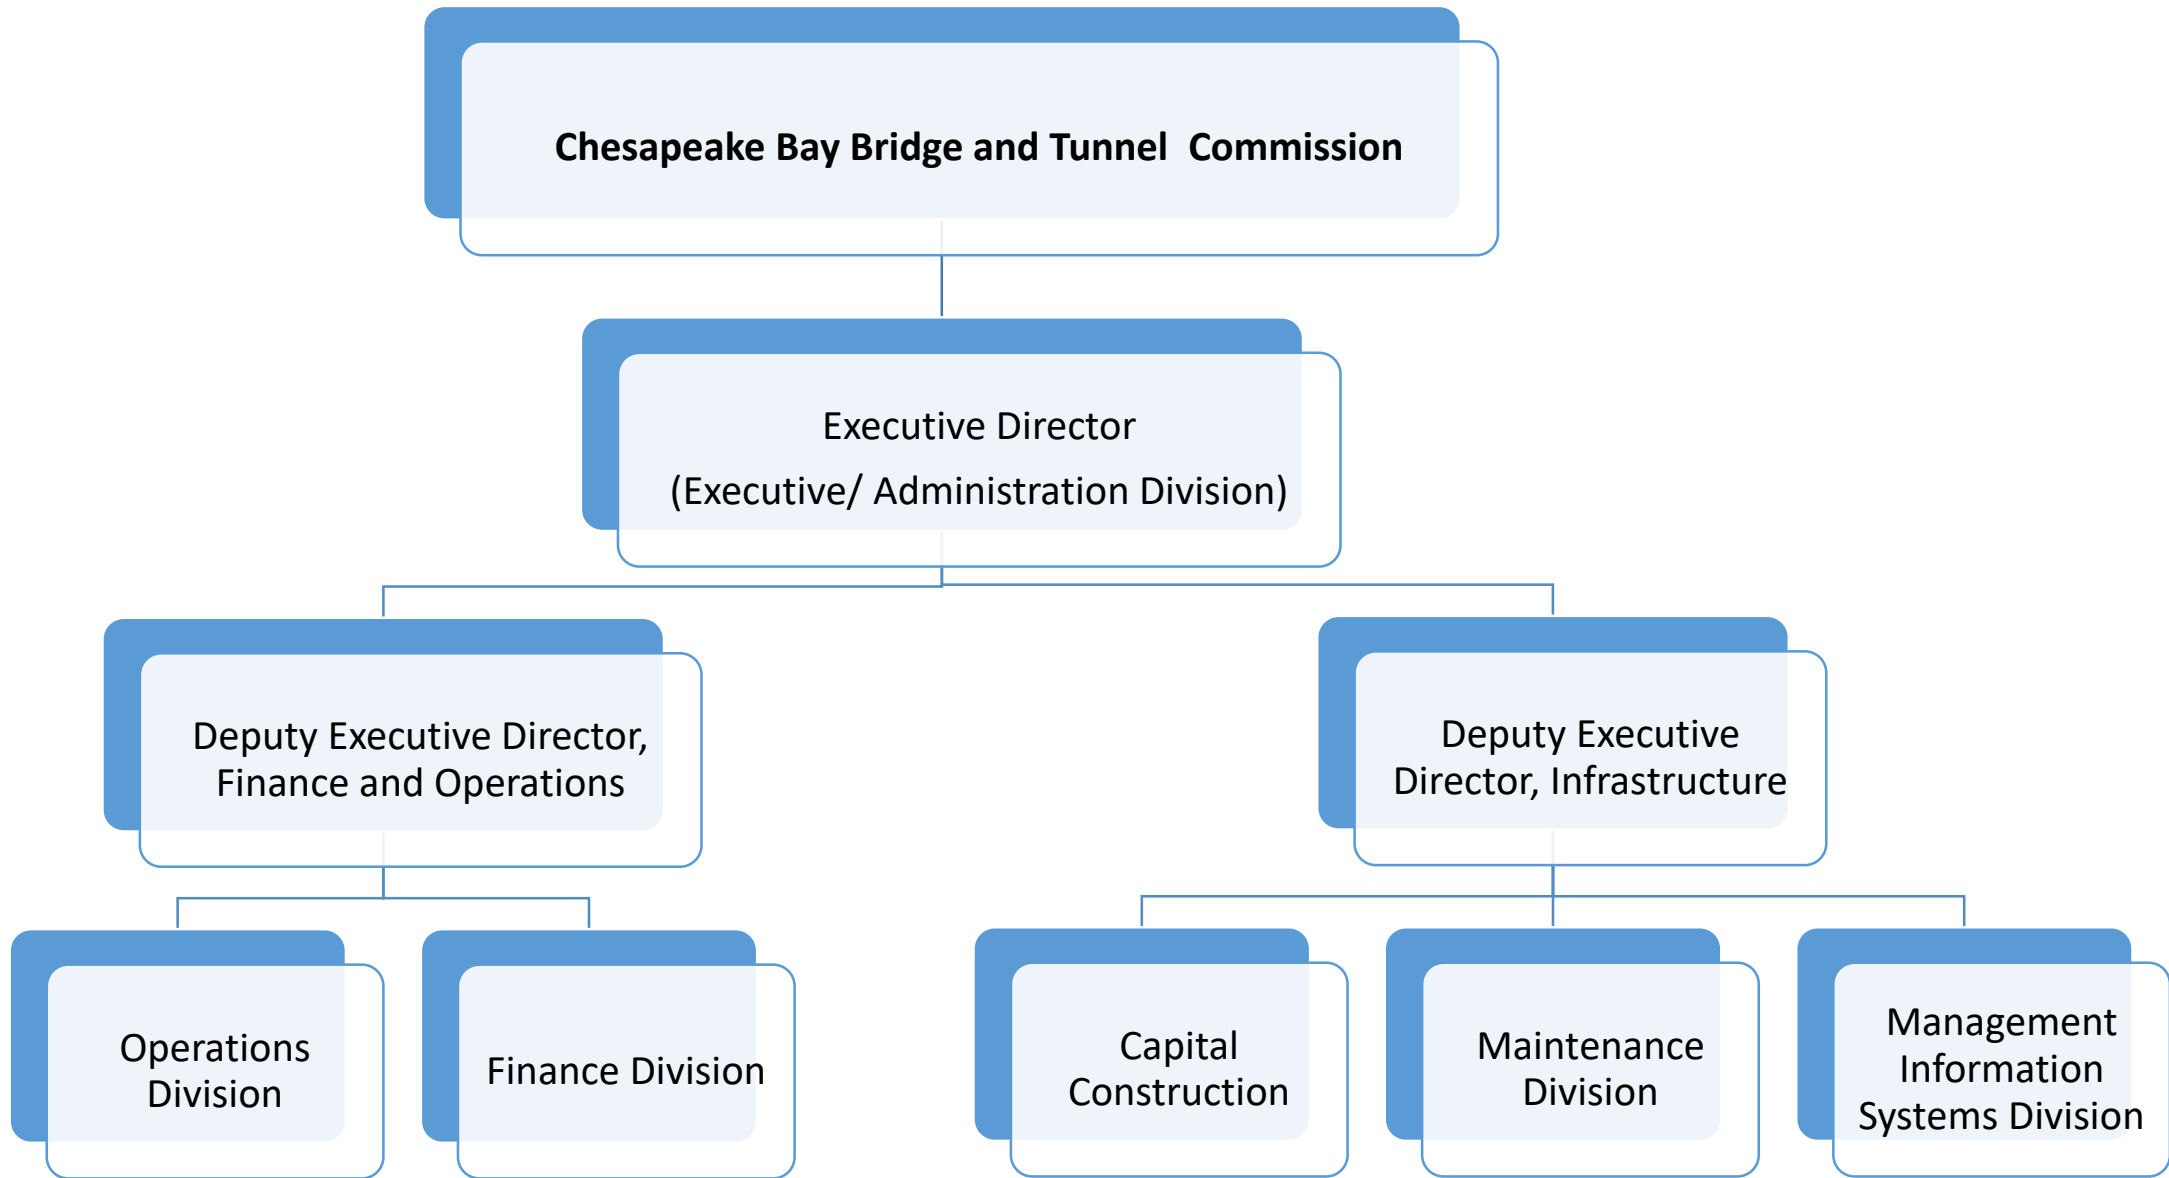 Chesapeake Bay Bridge and Tunnel  Commission
Executive Director
(Executive/ Administration Division)
Deputy Executive Director,
Finance and Operations
Deputy Executive
Director, Infrastructure
Operations
Division
Finance Division
Capital
Construction
Maintenance
Division
Management
Information
Systems Division